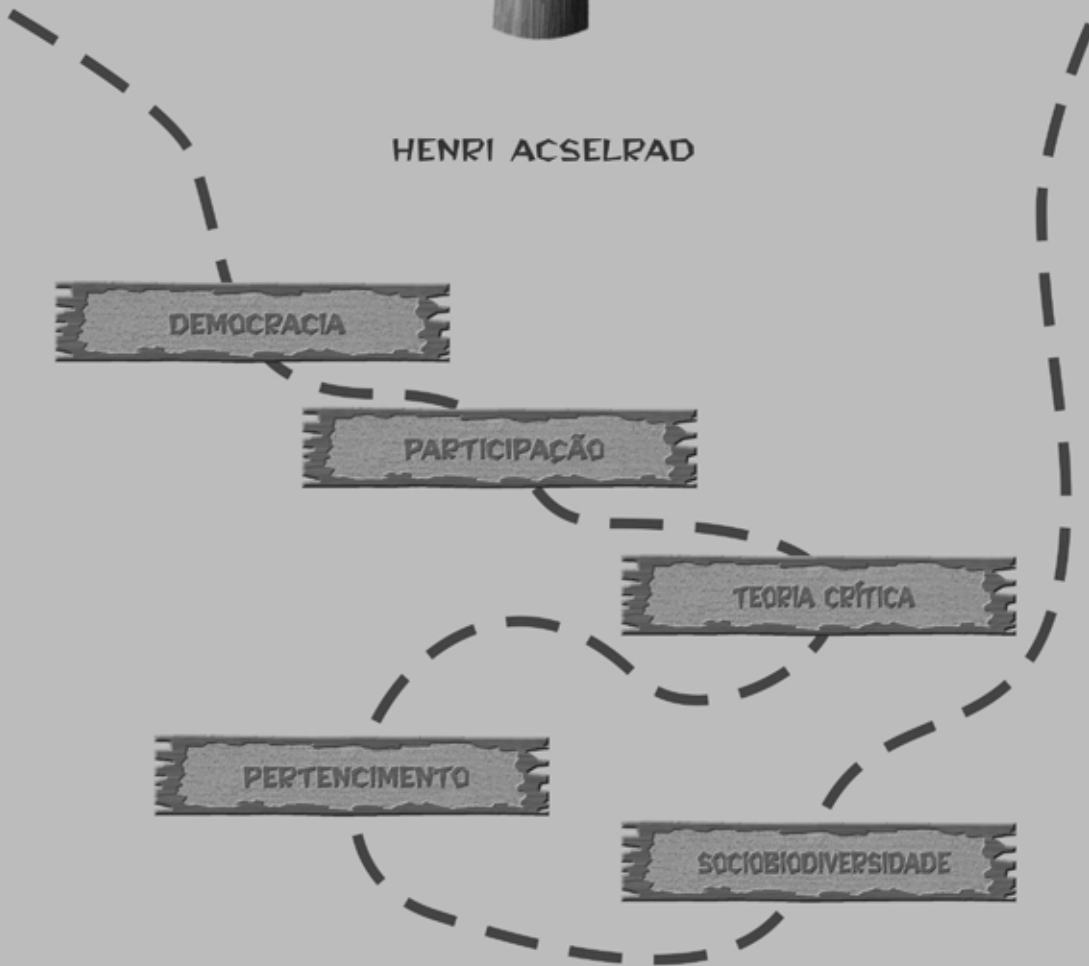 HENRI ACSELRAD
DEMOCRACIA
PARTICIPAÇÃO
TEORIA CRÍTICA
PERTENCIMENTO
SOCIOBIODIVERSIDADE